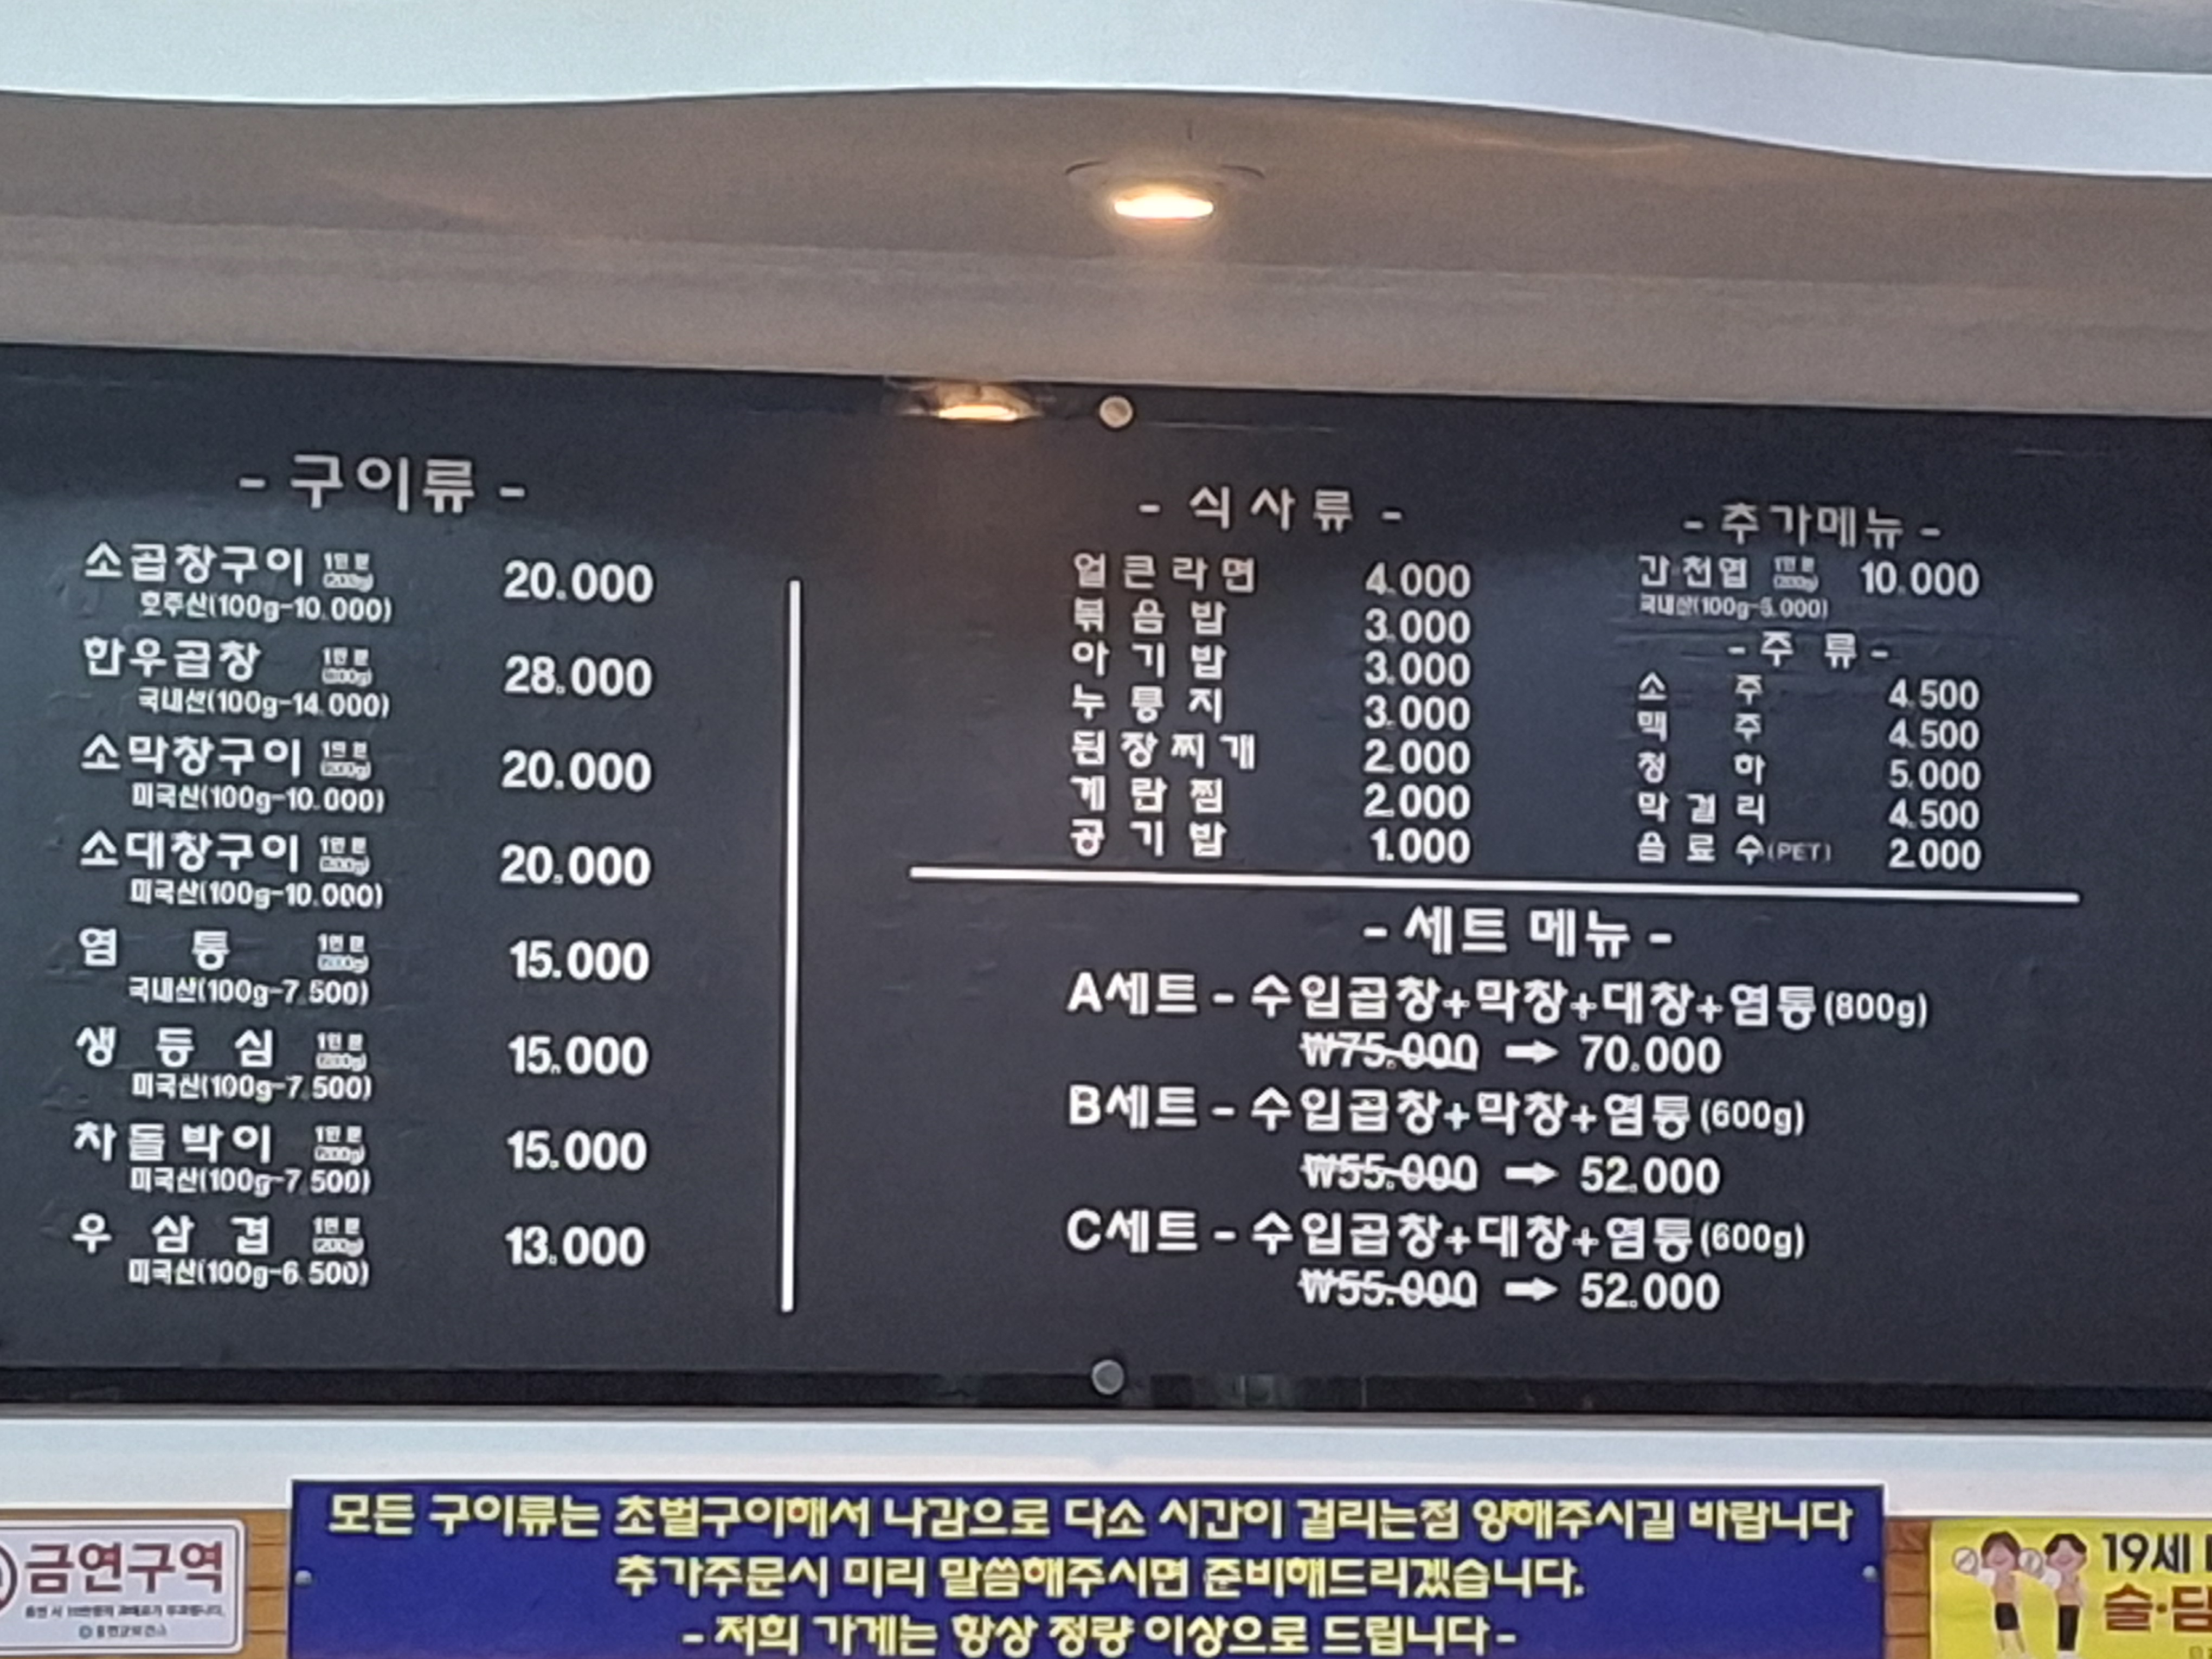 - 구이류 -
소곱창구이 1인분 (200g) 20.000
호주산(100g-10.000)
한우곱창 1인분 (200g) 28.000
국내산(100g-14.000)
소막창구이 1인분 (200g) 20.000
미국산(100g-10.000)
소대창구이 1인분 (200g) 20.000
미국산(100g-10.000)
염통 1인분 (200g) 15.000
국내산(100g-7.500)
생등심 1인분 (200g) 15.000
미국산(100g-7.500)
차돌박이 1인분 (200g) 15.000
미국산(100g-7.500)
우삼겹 1인분 (200g) 13.000
미국산(100g-6.500)
- 식사류 -
얼큰라면 4.000
볶음밥 3.000
아기밥 3.000
누룽지 3.000
된장찌개 2.000
계란찜 2.000
공기밥 1.000
- 추가메뉴 -
간천엽 1인분 (200g) 10.000
국내산(100g-5.000)
- 주류 -
소주 4.500
맥주 4.500
청하 5.000
막걸리 4.500
음료수(PET) 2.000
- 세트 메뉴 -
A세트 - 수입곱창+막창+대창+염통(800g)
₩75.000 → 70.000
B세트 - 수입곱창+막창+염통(600g)
₩55.000 → 52.000
C세트 - 수입곱창+대창+염통(600g)
₩55.000 → 52.000
모든 구이류는 초벌구이해서 나감으로 다소 시간이 걸리는점 양해주시길 바랍니다
추가주문시 미리 말씀해주시면 준비해드리겠습니다.
- 저희 가게는 항상 정량 이상으로 드립니다 -
금연구역
19세
술·담